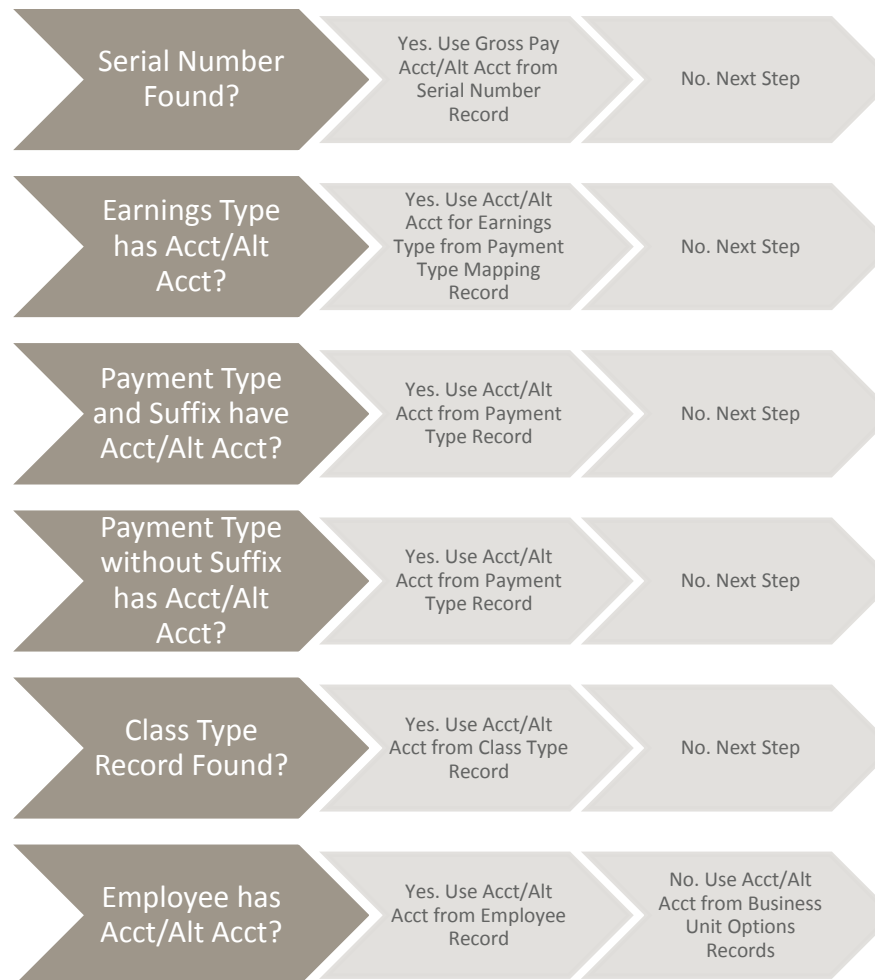 Serial Number
Found?
Yes. Use Gross Pay
Acct/Alt Acct from
Serial Number
Record
No. Next Step
Earnings Type
has Acct/Alt
Acct?
Yes. Use Acct/Alt
Acct for Earnings
Type from Payment
Type Mapping
Record
No. Next Step
Payment Type
and Suffix have
Acct/Alt Acct?
Yes. Use Acct/Alt
Acct from Payment
Type Record
No. Next Step
Payment Type
without Suffix
has Acct/Alt
Acct?
Yes. Use Acct/Alt
Acct from Payment
Type Record
No. Next Step
Class Type
Record Found?
Yes. Use Acct/Alt
Acct from Class Type
Record
No. Next Step
Employee has
Acct/Alt Acct?
Yes. Use Acct/Alt
Acct from Employee
Record
No. Use Acct/Alt
Acct from Business
Unit Options
Records